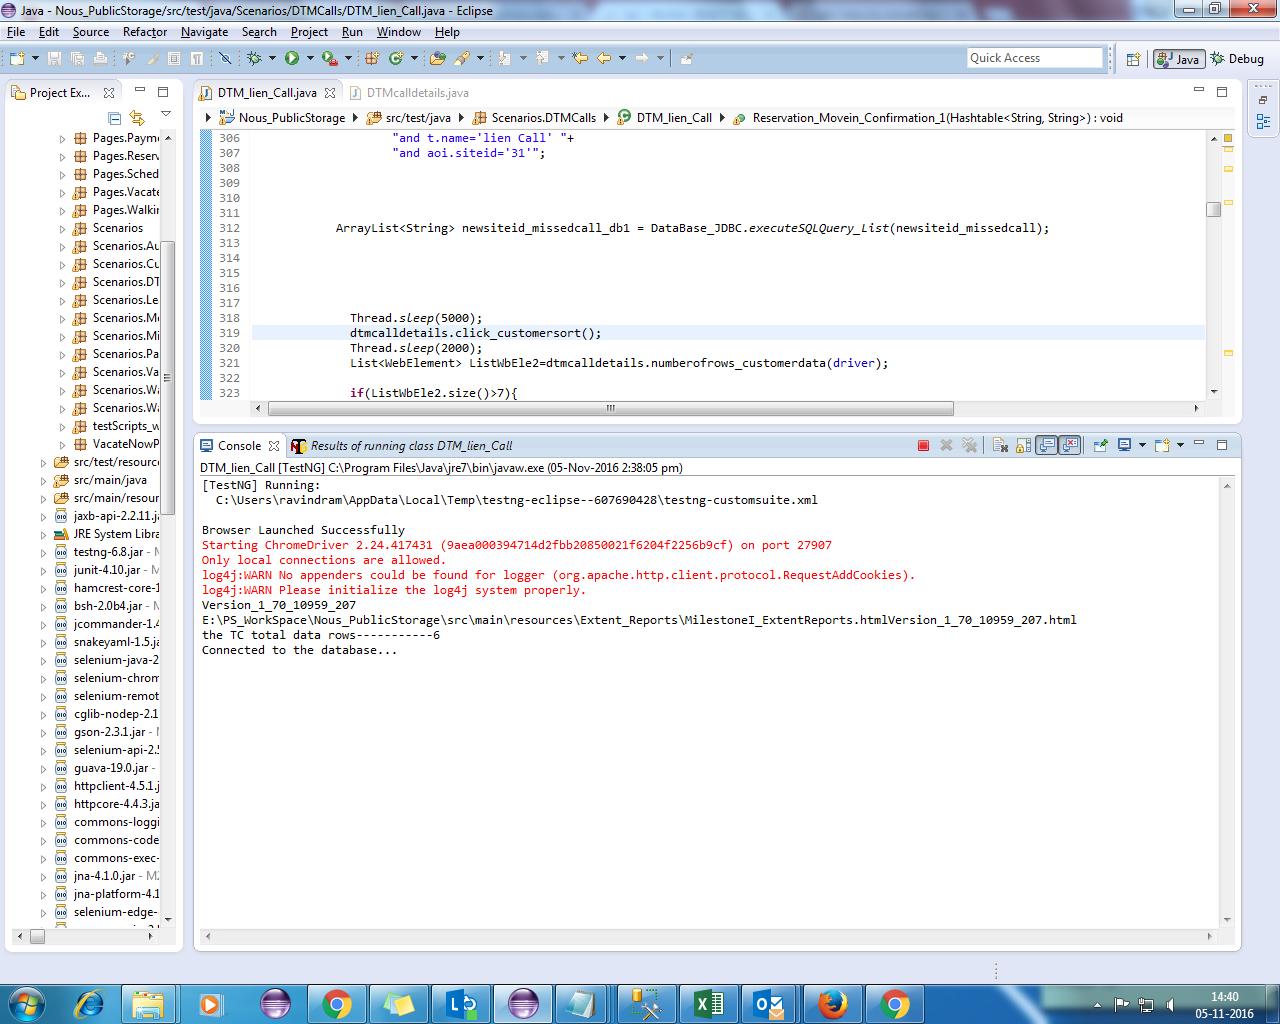 Java - Nous_PublicStorage/src/test/java/Scenarios/DTMCalls/DTM_lien_Call.java - Eclipse
File Edit Source Refactor Navigate Search Project Run Window Help
Quick Access
Java
Debug
Project Ex...
DTM_lien_Call.java
DTMcalldetails.java
Nous_PublicStorage
src/test/java
Scenarios.DTMCalls
DTM_lien_Call
Reservation_Movein_Confirmation_1(Hashtable<String, String>) : void
Pages.Payme
Pages.Reserv
Pages.Sched
Pages.Vacate
Pages.Walkin
Scenarios
Scenarios.Au
Scenarios.Cu
Scenarios.DT
Scenarios.Le
Scenarios.Mo
Scenarios.Mi
Scenarios.Pa
Scenarios.Va
Scenarios.Wa
Scenarios.Wa
testScripts_w
VacateNowP
src/test/resourc
src/main/java
src/main/resour
jaxb-api-2.2.11.ja
JRE System Libra
testng-6.8.jar - M
junit-4.10.jar - M
hamcrest-core-1
bsh-2.0b4.jar - M
jcommander-1.4
snakeyaml-1.5.ja
selenium-java-2
selenium-chrom
selenium-remot
cglib-nodep-2.1
gson-2.3.1.jar - M
selenium-api-2.5
guava-19.0.jar -
httpclient-4.5.1.j
httpcore-4.4.3.ja
commons-loggi
commons-code
commons-exec-
jna-4.1.0.jar - M2
jna-platform-4.1
selenium-edge-
306 "and t.name='lien Call' "+
307 "and aoi.siteid='31'";
308
309
310
311
312 ArrayList<String> newsiteid_missedcall_db1 = DataBase_JDBC.executeSQLQuery_List(newsiteid_missedcall);
313
314
315
316
317
318 Thread.sleep(5000);
319 dtmcalldetails.click_customersort();
320 Thread.sleep(2000);
321 List<WebElement> ListWbEle2=dtmcalldetails.numberofrows_customerdata(driver);
322
323 if(ListWbEle2.size()>7){
Console
Results of running class DTM_lien_Call
DTM_lien_Call [TestNG] C:\Program Files\Java\jre7\bin\javaw.exe (05-Nov-2016 2:38:05 pm)
[TestNG] Running:
C:\Users\ravindram\AppData\Local\Temp\testng-eclipse--607690428\testng-customsuite.xml
Browser Launched Successfully
Starting ChromeDriver 2.24.417431 (9aea000394714d2fbb20850021f6204f2256b9cf) on port 27907
Only local connections are allowed.
log4j:WARN No appenders could be found for logger (org.apache.http.client.protocol.RequestAddCookies).
log4j:WARN Please initialize the log4j system properly.
Version_1_70_10959_207
E:\PS_WorkSpace\Nous_PublicStorage\src\main\resources\Extent_Reports\MilestoneI_ExtentReports.htmlVersion_1_70_10959_207.html
the TC total data rows-----------6
Connected to the database...
14:40
05-11-2016